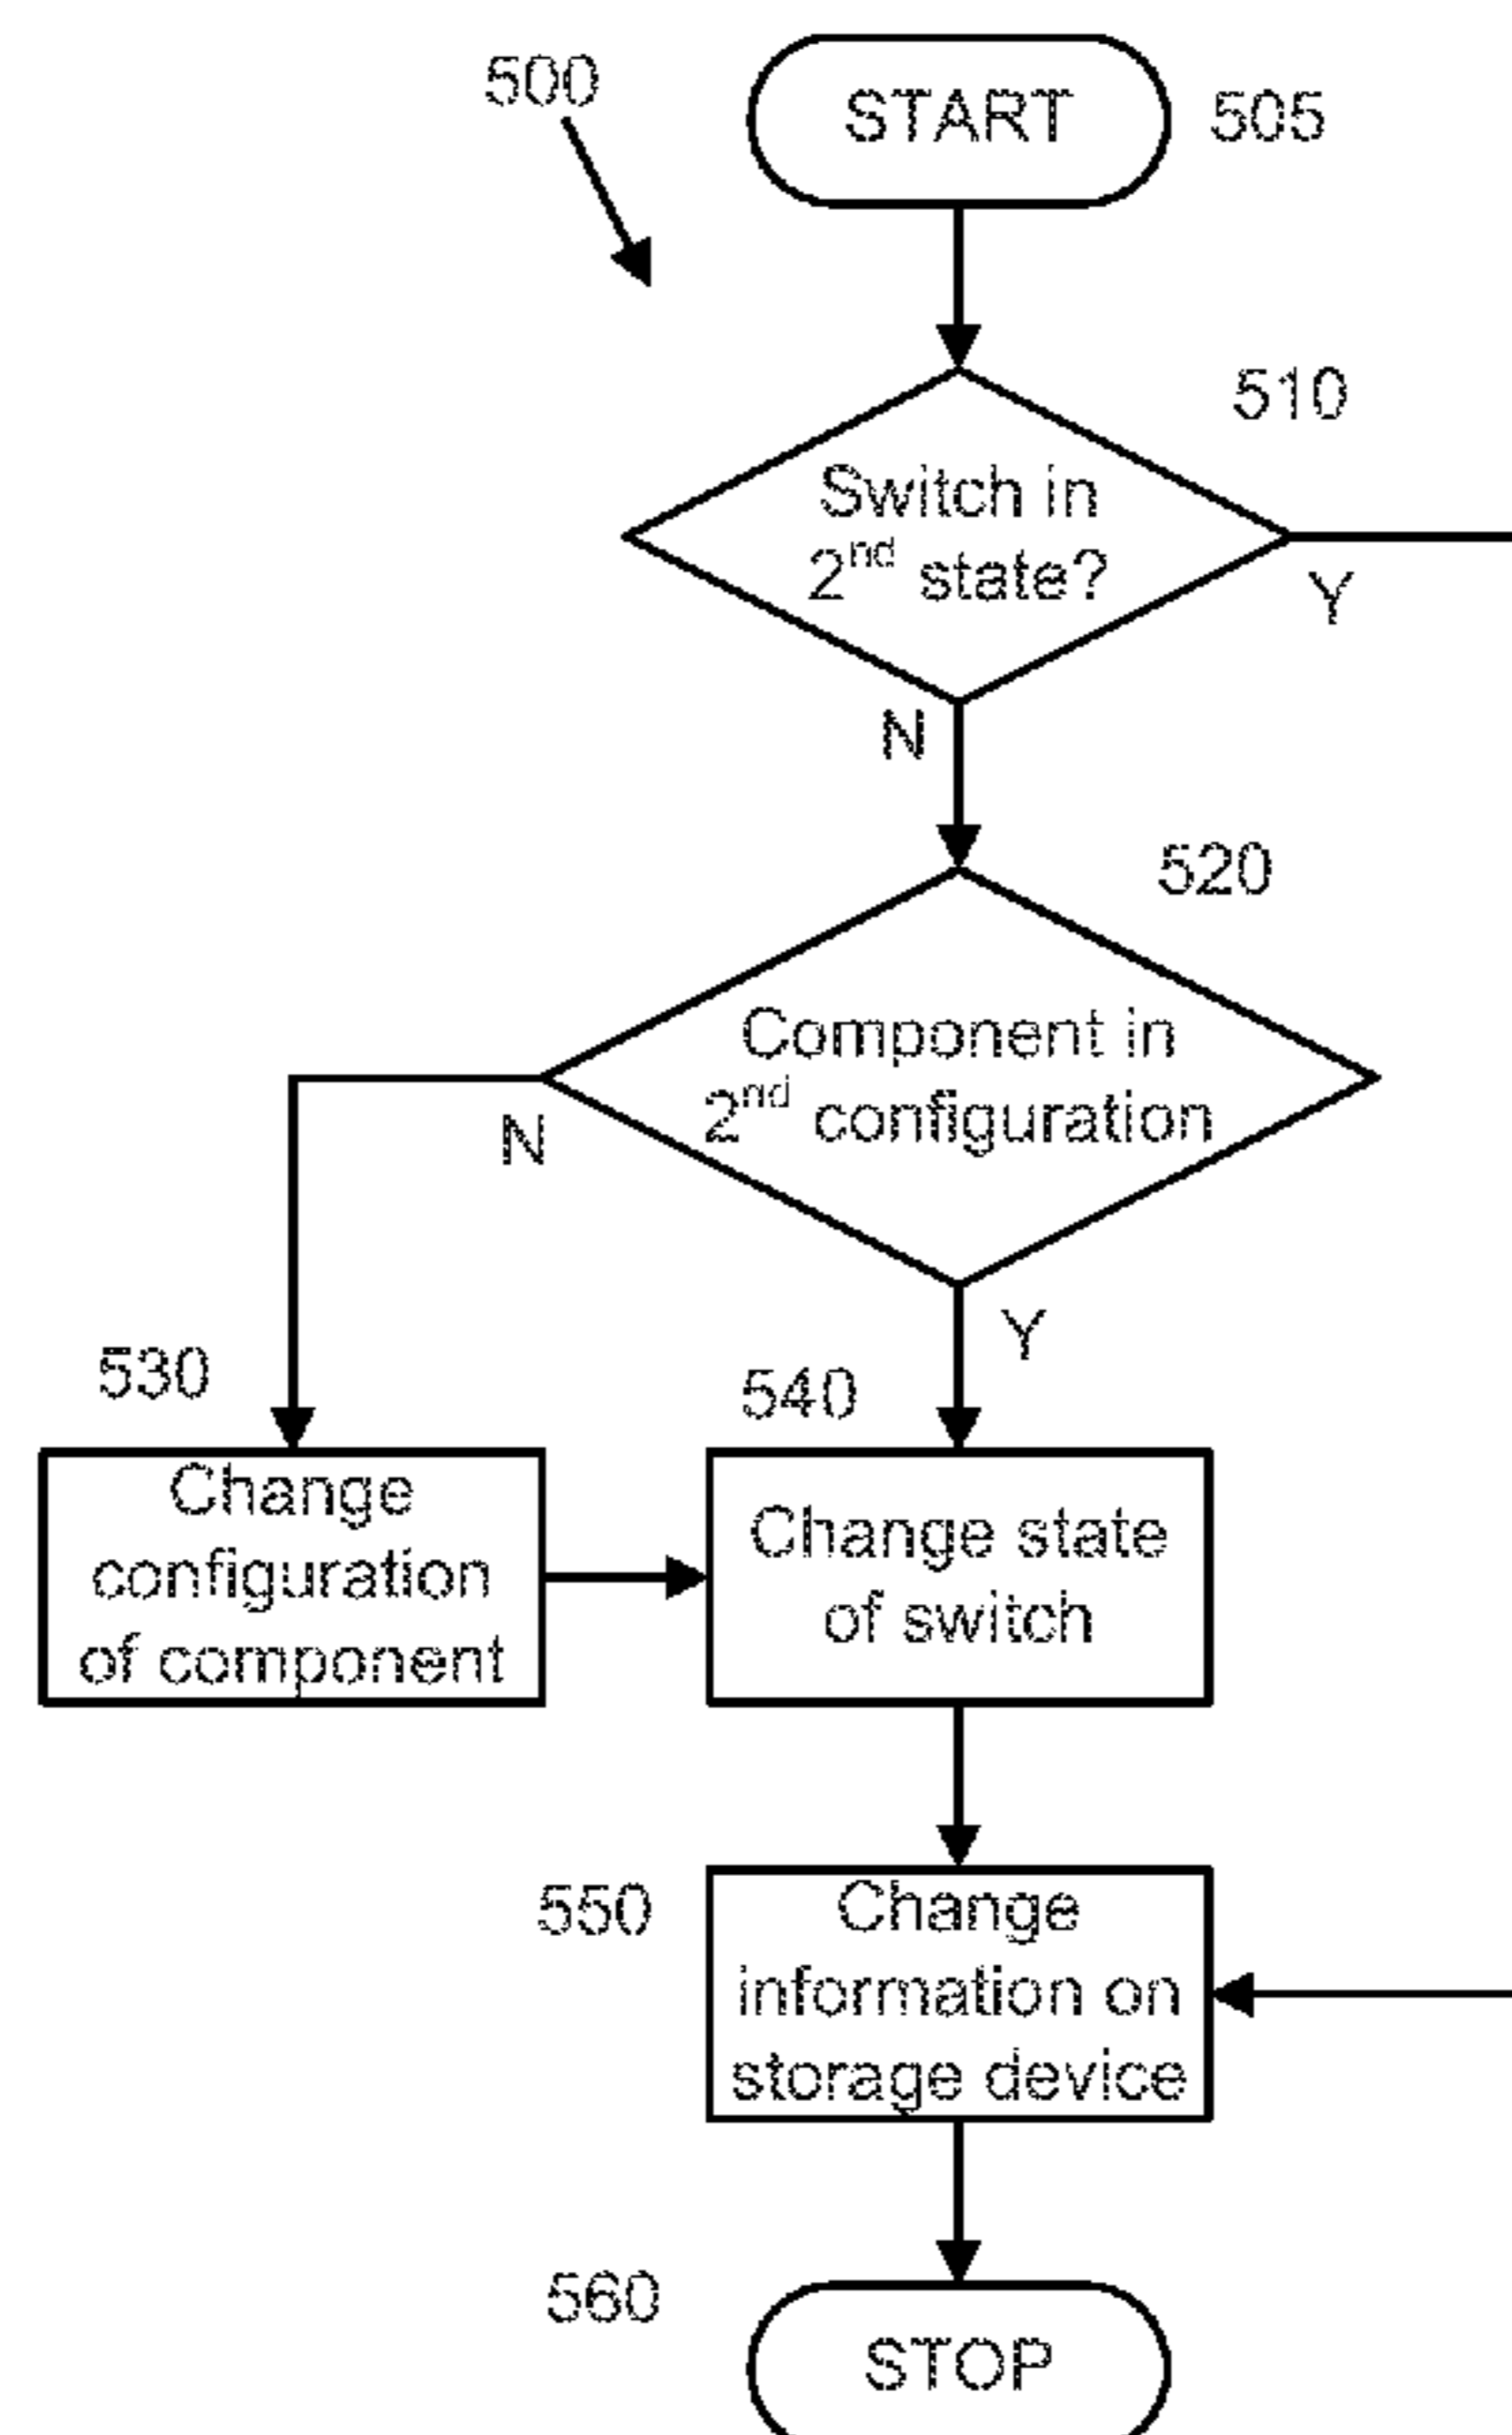 500
START
505
510
Switch in
2nd state?
Y
N
520
Component in
2nd configuration
N
Y
530
540
Change
configuration
of component
Change state
of switch
550
Change
information on
storage device
560
STOP